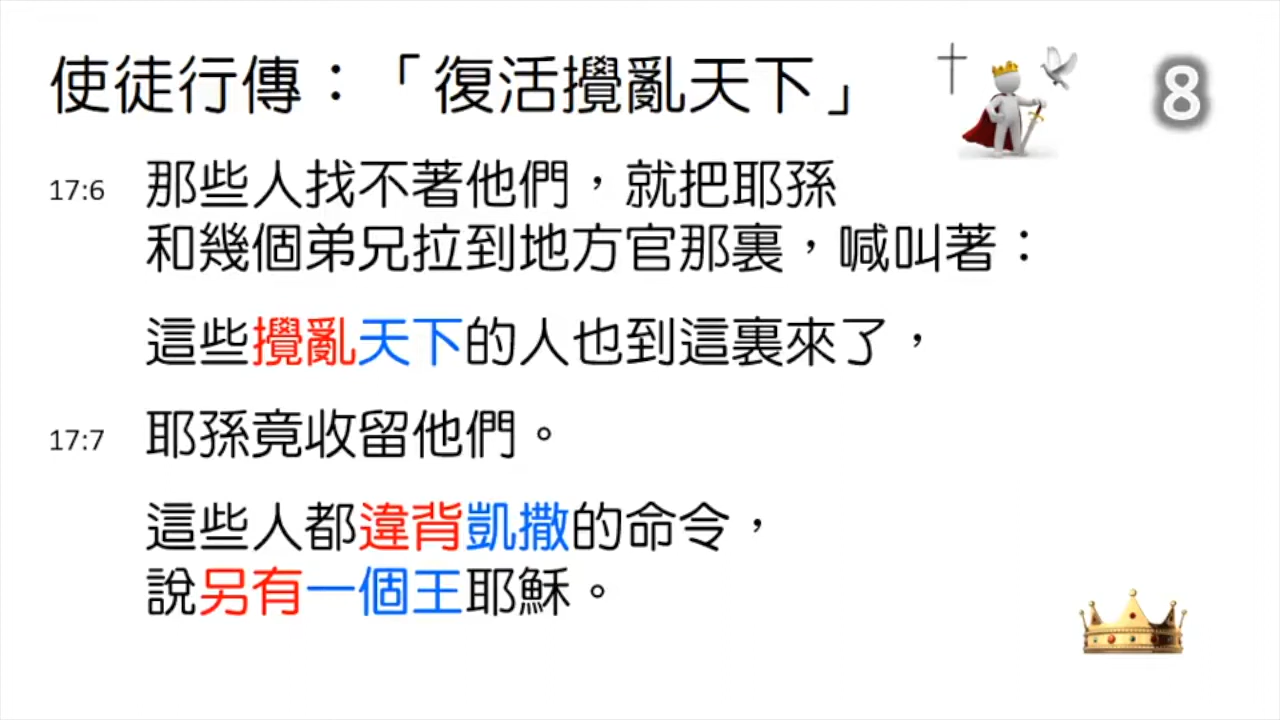 使徒行傳：「復活攪亂天下」
8
17:6 那些人找不著他們，就把耶孫
和幾個弟兄拉到地方官那裏，喊叫著：
這些攪亂天下的人也到這裏來了，
17:7 耶孫竟收留他們。
這些人都違背凱撒的命令，
說另有一個王耶穌。